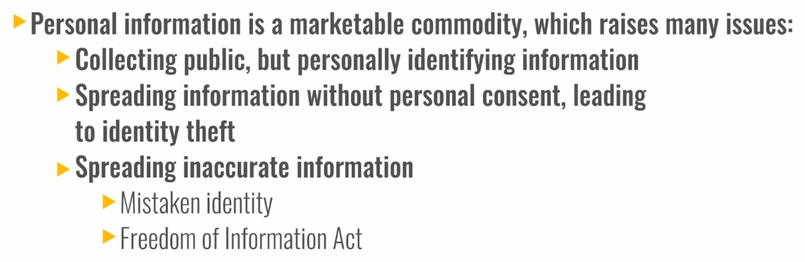 Personal information is a marketable commodity, which raises many issues:
Collecting public, but personally identifying information
Spreading information without personal consent, leading
to identity theft
Spreading inaccurate information
Mistaken identity
Freedom of Information Act